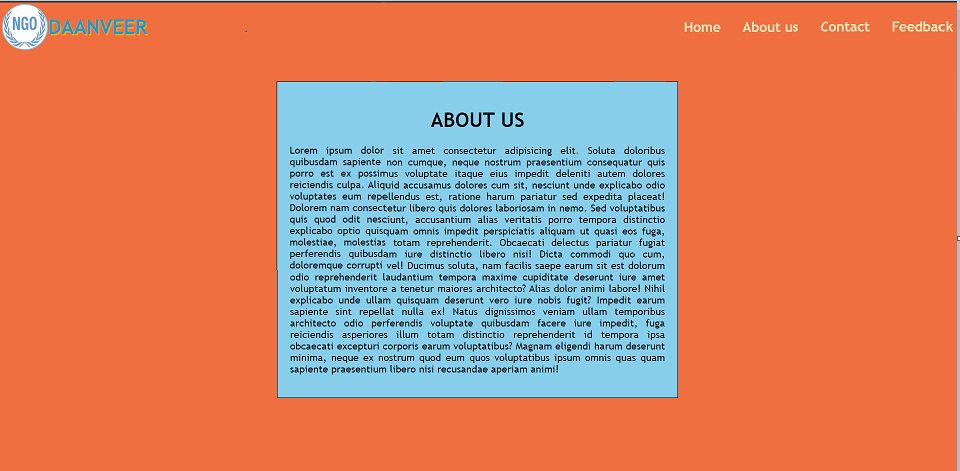 NGO DAANVEER
Home About us Contact Feedback
ABOUT US
Lorem ipsum dolor sit amet consectetur adipisicing elit. Soluta doloribus
quibusdam sapiente non cumque, neque nostrum praesentium consequatur quis
porro est ex possimus voluptate itaque eius impedit deleniti autem dolores
reiciendis culpa. Aliquid accusamus dolores cum sit, nesciunt unde explicabo odio
voluptates eum repellendus est, ratione harum pariatur sed expedita placeat!
Dolorem nam consectetur libero quis dolores laboriosam in nemo. Sed voluptatibus
quis quod odit nesciunt, accusantium alias veritatis porro tempora distinctio
explicabo optio quisquam omnis impedit perspiciatis aliquam ut quasi eos fuga,
molestiae, molestias totam reprehenderit. Obcaecati delectus pariatur fugiat
perferendis quibusdam iure distinctio libero nisi! Dicta commodi quo cum,
doloremque corrupti vel! Ducimus soluta, nam facilis saepe earum sit est dolorum
odio reprehenderit laudantium tempora maxime cupiditate deserunt iure amet
voluptatum inventore a tenetur maiores architecto? Alias dolor animi labore! Nihil
explicabo unde ullam quisquam deserunt vero iure nobis fugit? Impedit earum
sapiente sint repellat nulla ex! Natus dignissimos veniam ullam temporibus
architecto odio perferendis voluptate quibusdam facere iure impedit, fuga
reiciendis asperiores illum totam distinctio reprehenderit id tempora ipsa
obcaecati excepturi corporis earum voluptatibus? Magnam eligendi harum deserunt
minima, neque ex nostrum quod eum quos voluptatibus ipsum omnis quas quam
sapiente praesentium libero nisi recusandae aperiam animi!